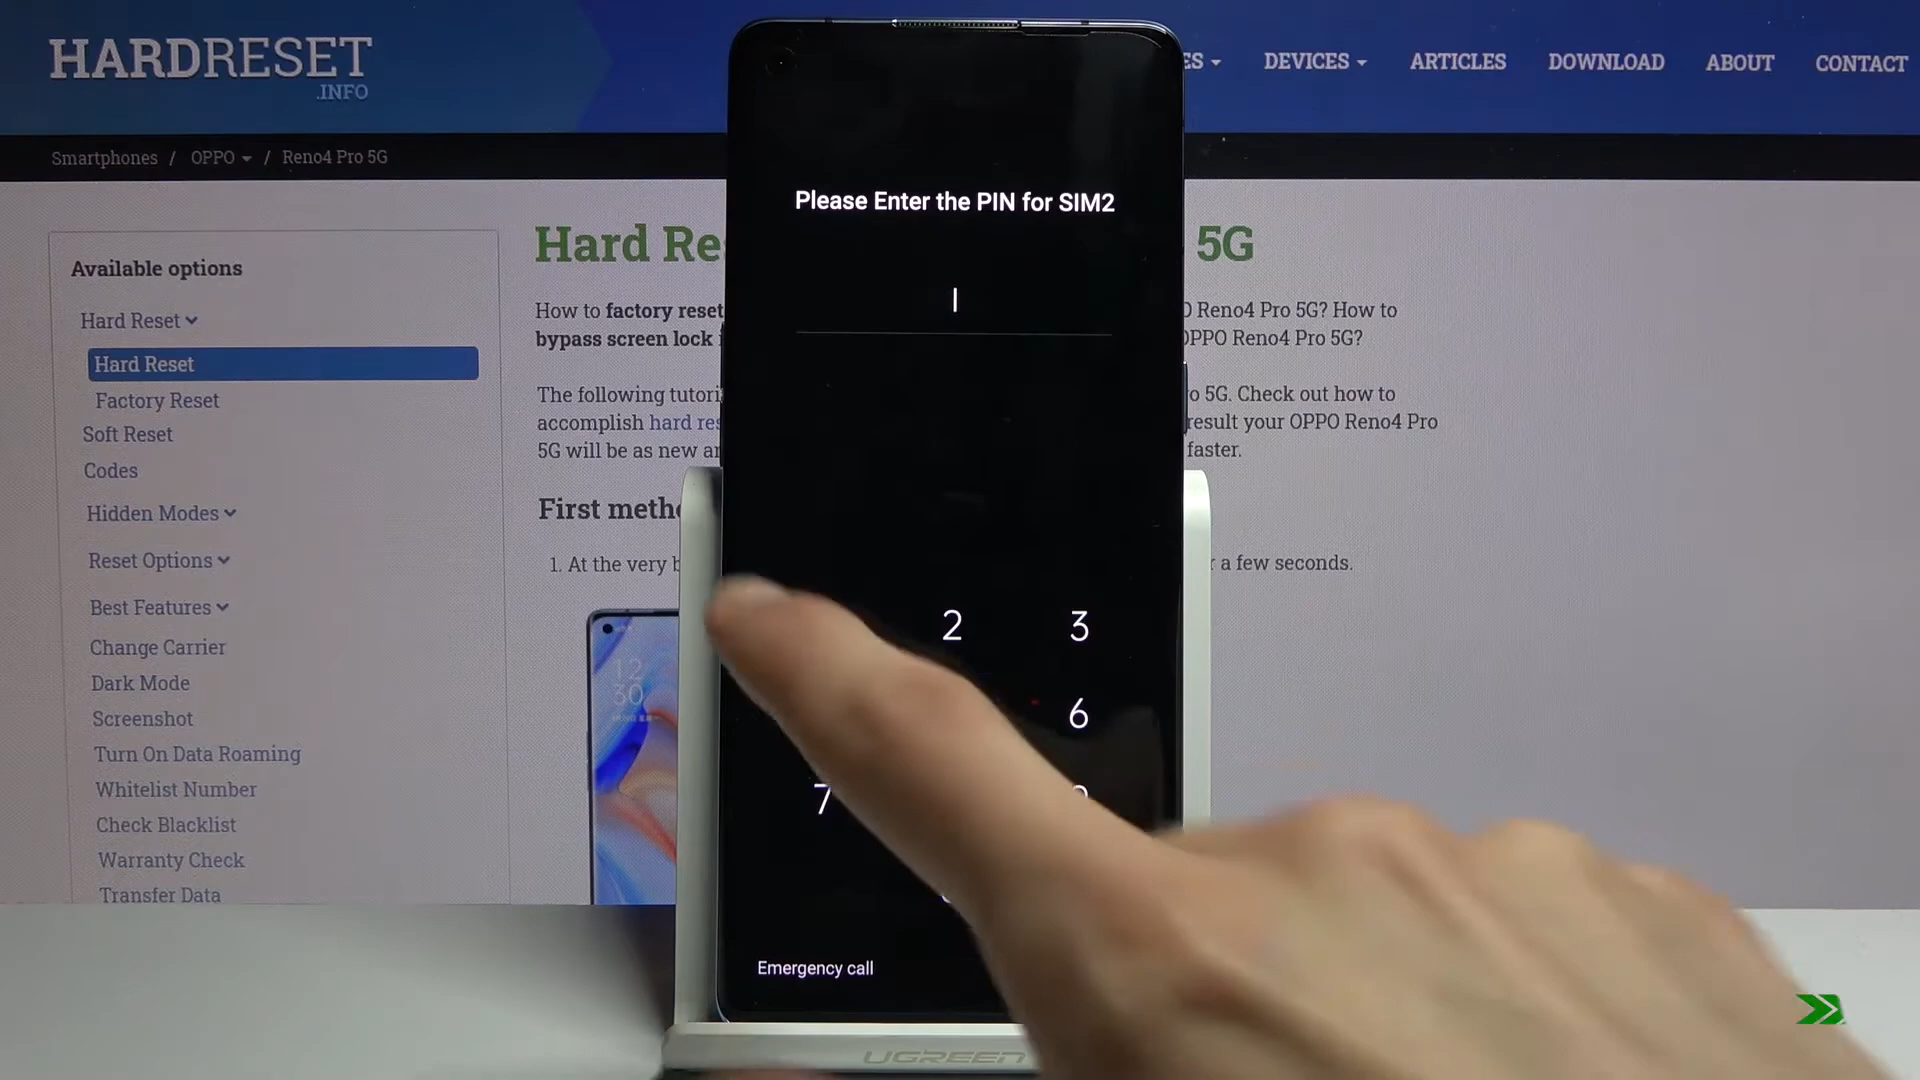 HARDRESET
.INFO
DEVICES
ARTICLES
DOWNLOAD
ABOUT
CONTACT
Smartphones / OPPO / Reno4 Pro 5G
Available options
Hard Reset
Hard Reset
Factory Reset
Soft Reset
Codes
Hidden Modes
Reset Options
Best Features
Change Carrier
Dark Mode
Screenshot
Turn On Data Roaming
Whitelist Number
Check Blacklist
Warranty Check
Transfer Data
Hard Re 5G
How to factory reset Reno4 Pro 5G? How to
bypass screen lock OPPO Reno4 Pro 5G?
The following 5G. Check out how to
accomplish hard result your OPPO Reno4 Pro
5G will be as new faster.
First
1. At the very a few seconds.
12
30
Please Enter the PIN for SIM2
2 3
6
7
Emergency call
UGREEN